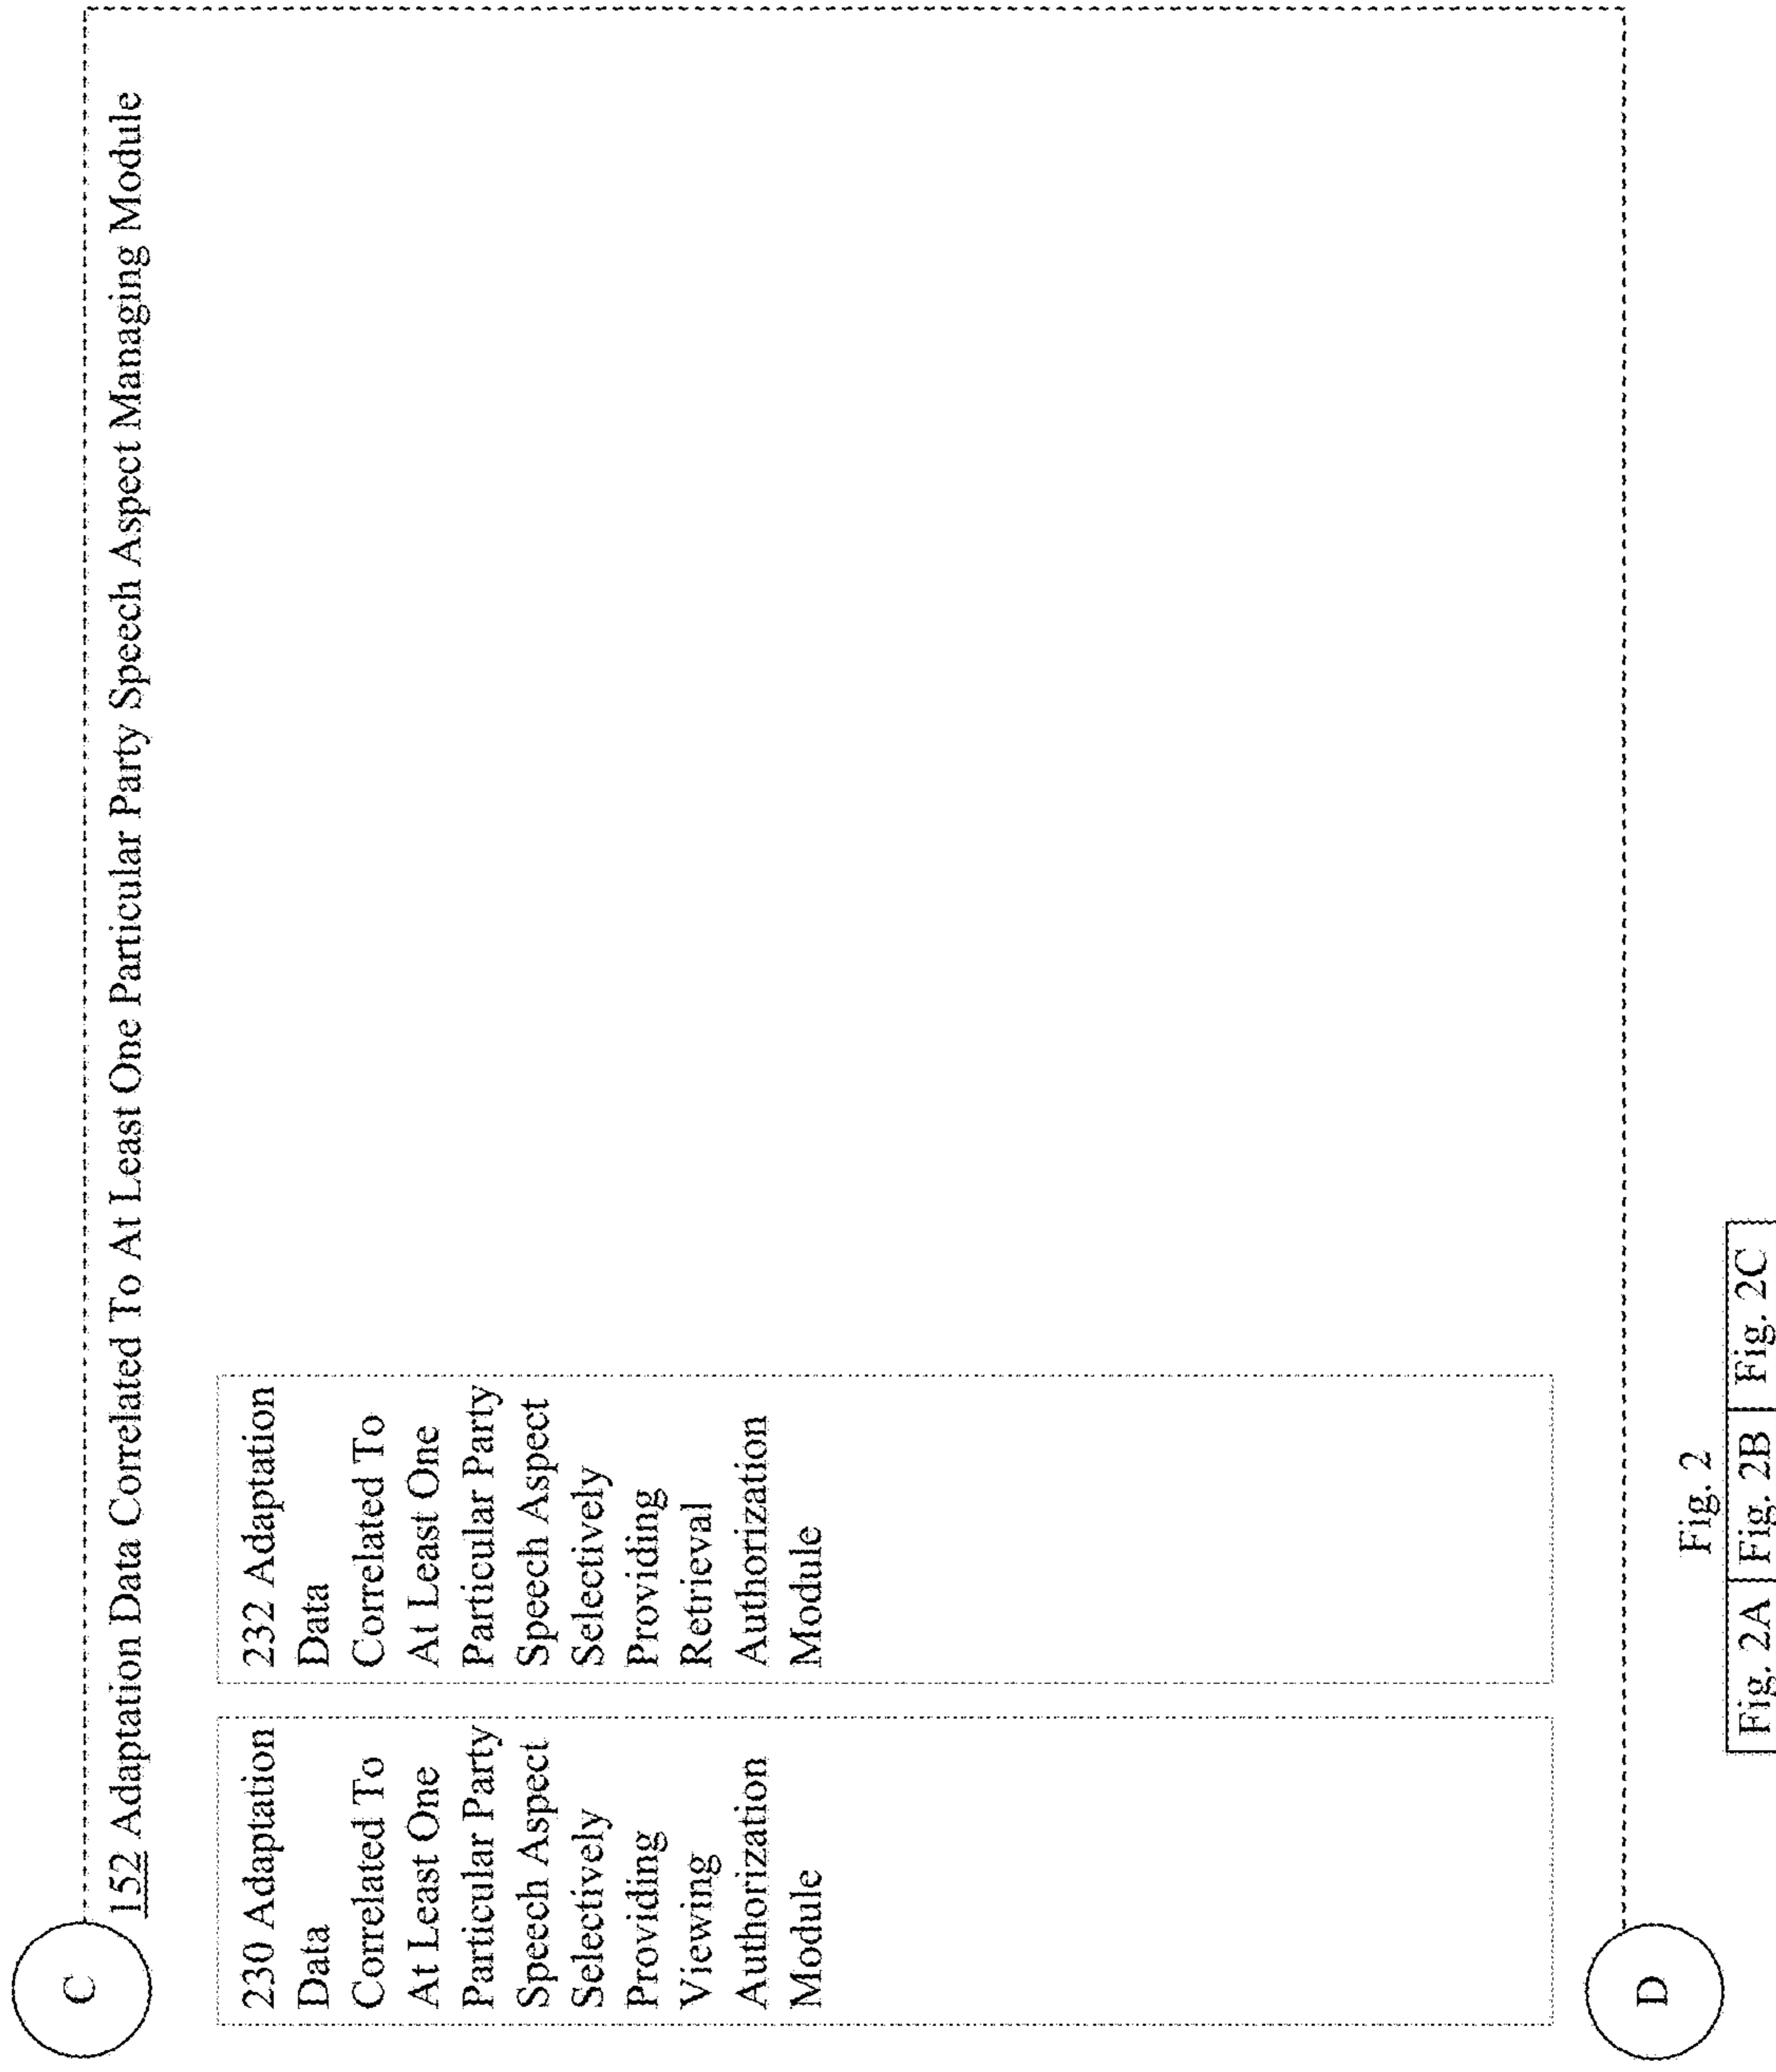 C
152 Adaptation Data Correlated To At Least One Particular Party Speech Aspect Managing Module
230 Adaptation
Data
Correlated To
At Least One
Particular Party
Speech Aspect
Selectively
Providing
Viewing
Authorization
Module
232 Adaptation
Data
Correlated To
At Least One
Particular Party
Speech Aspect
Selectively
Providing
Retrieval
Authorization
Module
D
Fig. 2
Fig. 2A Fig. 2B Fig. 2C